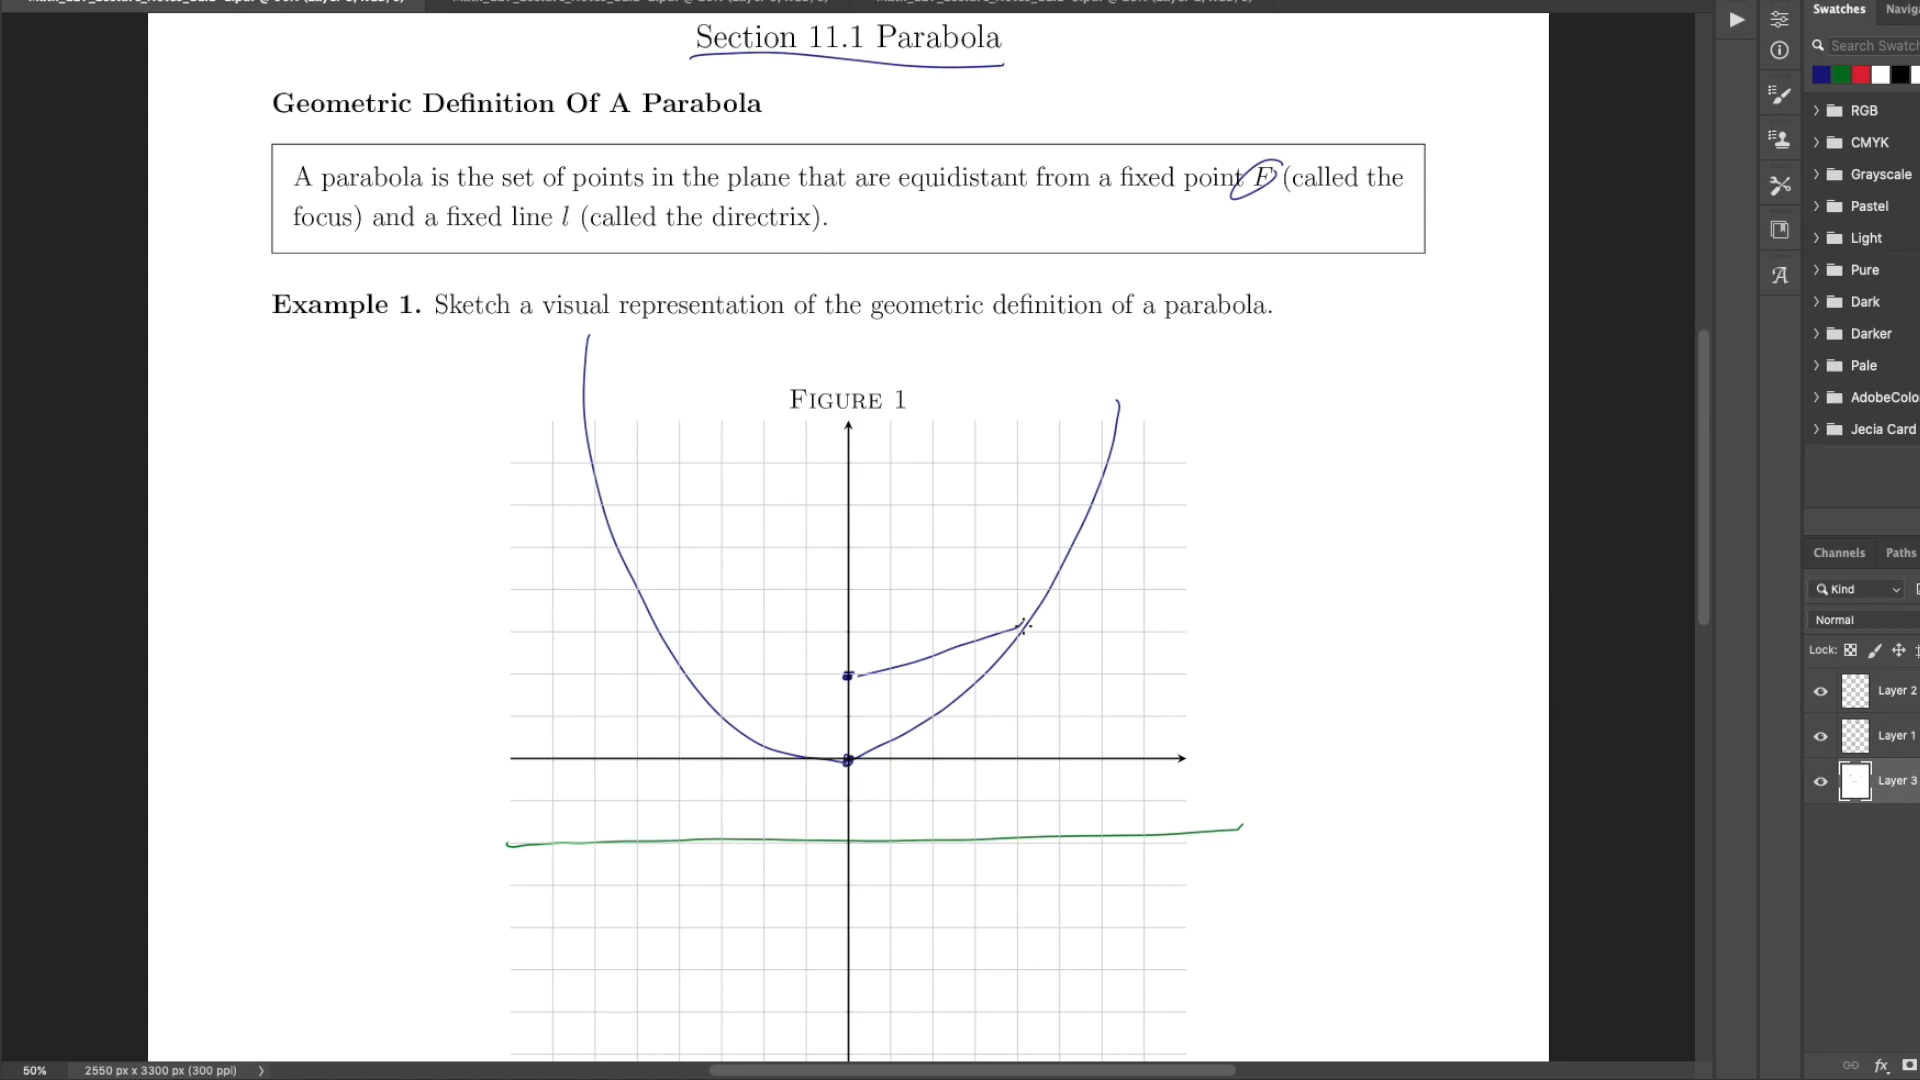 Section 11.1 Parabola
Geometric Definition Of A Parabola
A parabola is the set of points in the plane that are equidistant from a fixed point F (called the
focus) and a fixed line l (called the directrix).
Example 1. Sketch a visual representation of the geometric definition of a parabola.
FIGURE 1
Swatches
Search Swatch
RGB
CMYK
Grayscale
Pastel
Light
Pure
Dark
Darker
Pale
AdobeColo
Jecia Card
Channels Paths
Kind
Normal
Lock:
Layer 2
Layer 1
Layer 3
fx
50% 2550 px x 3300 px (300 ppi)